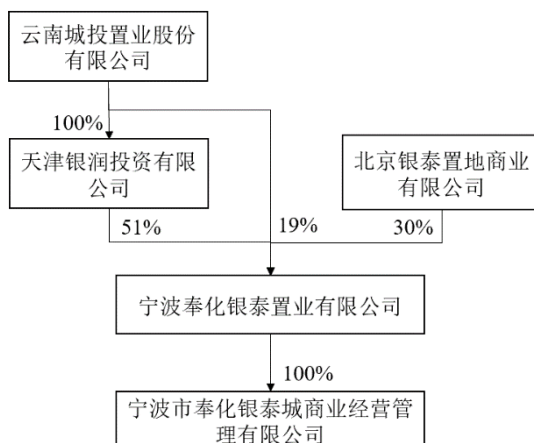 云南城投置业股份
有限公司
100%
天津银润投资有限
公司
北京银泰置地商业
有限公司
51%
19%
30%
宁波奉化银泰置业有限公司
100%
宁波市奉化银泰城商业经营管
理有限公司